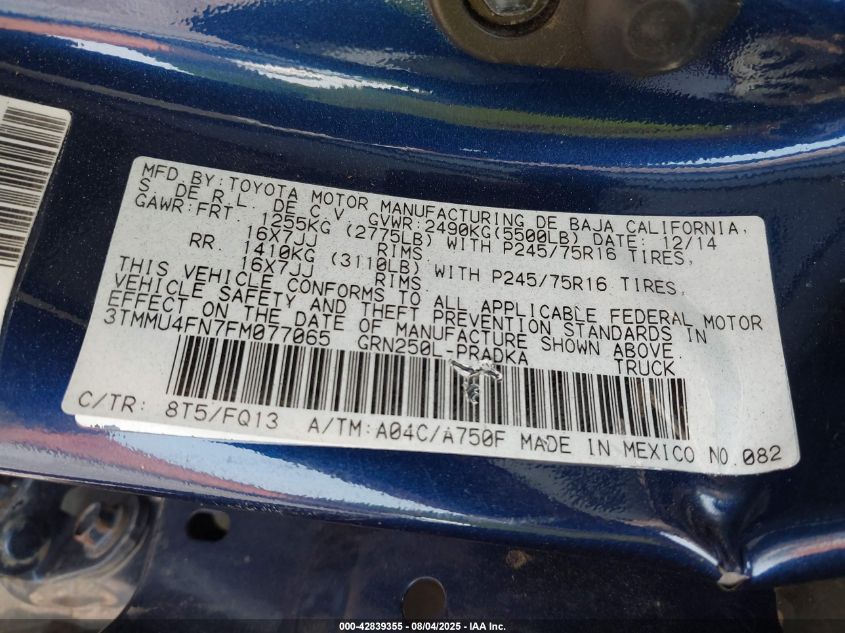 MFD. BY: TOYOTA MOTOR MANUFACTURING DE BAJA CALIFORNIA,
S. DE R.L. DE C.V. GVWR: 2490KG(5500LB) DATE: 12/14
GAWR:FRT. 1255KG (2775LB) WITH P245/75R16 TIRES,
16X7JJ RIMS.
RR. 1410KG (3110LB) WITH P245/75R16 TIRES,
16X7JJ RIMS.
THIS VEHICLE CONFORMS TO ALL APPLICABLE FEDERAL MOTOR
VEHICLE SAFETY AND THEFT PREVENTION STANDARDS IN
EFFECT ON THE DATE OF MANUFACTURE SHOWN ABOVE.
3TMMU4FN7FM077065 GRN250L-PRADKA TRUCK
C/TR: 8T5/FQ13 A/TM:A04C/A750F MADE IN MEXICO NO.082
000-42839355 - 08/04/2025 - IAA Inc.